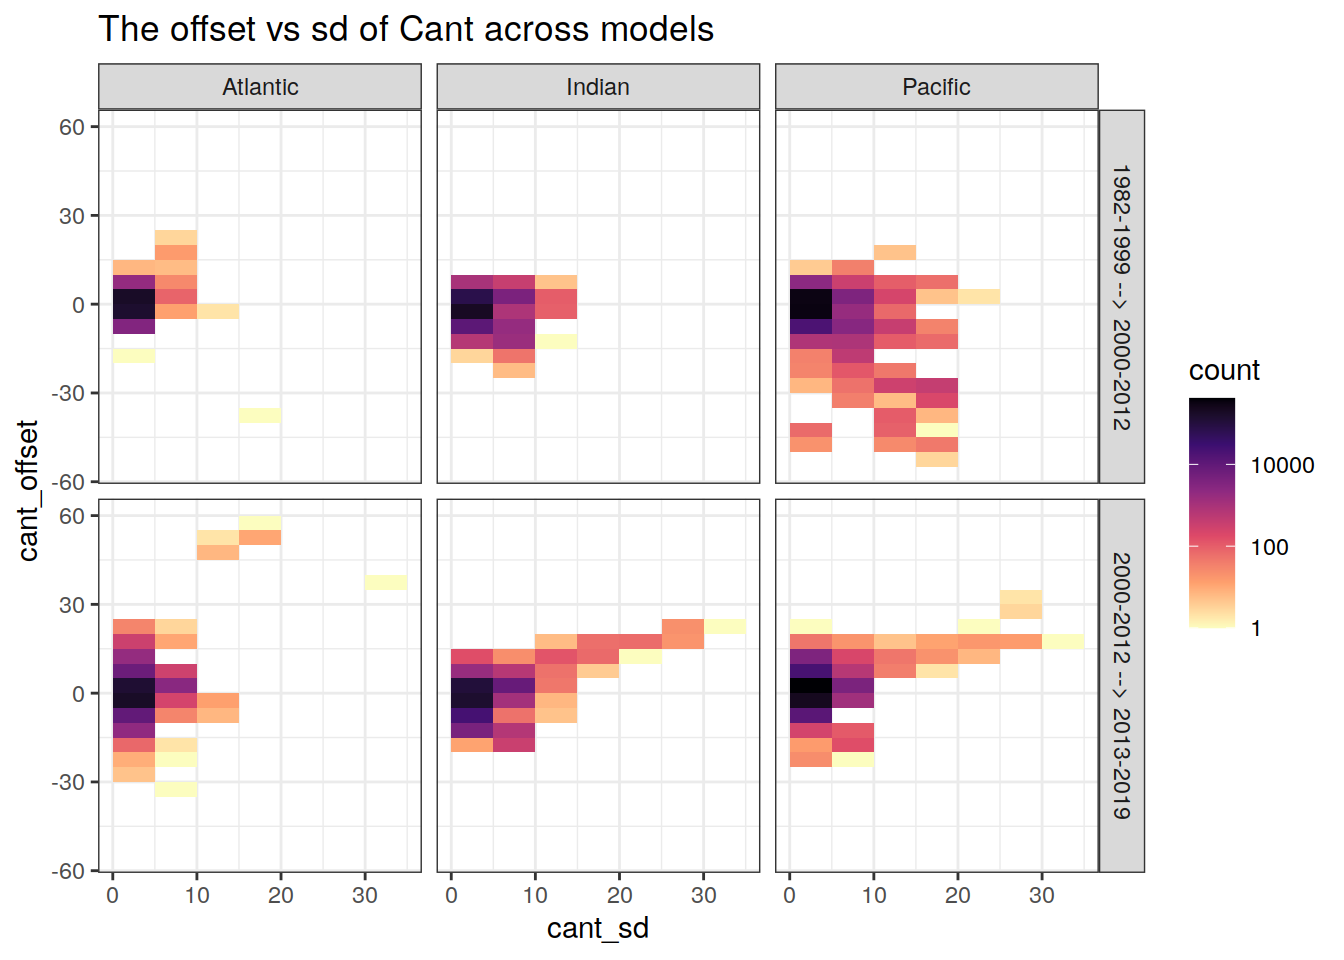 The offset vs sd of Cant across models
Atlantic
Indian
Pacific
60
30
0
-30
-60
1982-1999 --> 2000-2012
60
30
0
-30
-60
2000-2012 --> 2013-2019
0 10 20 30
0 10 20 30
0 10 20 30
cant_sd
cant_offset
count
10000
100
1